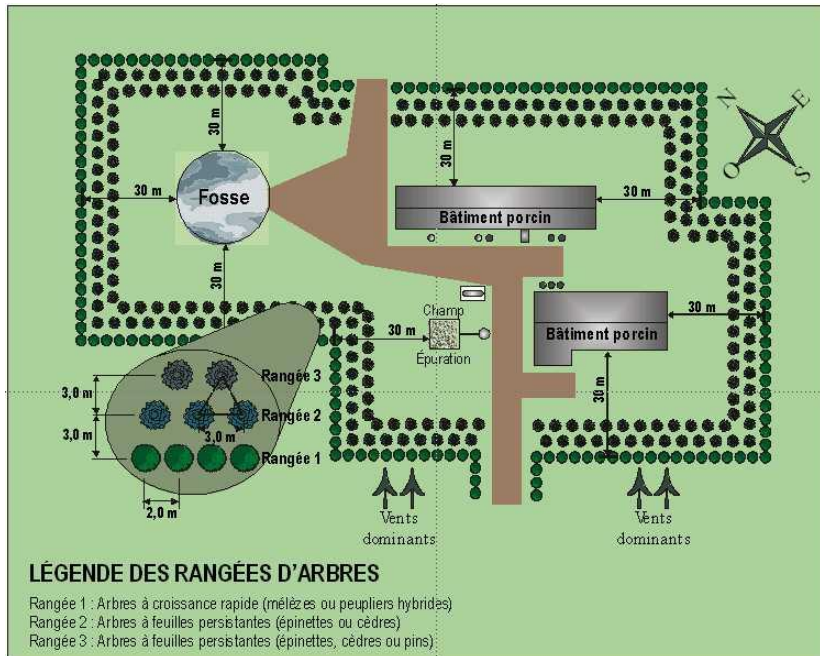 N
E
O
S
30 m
30 m
30 m
Fosse
30 m
Bâtiment porcin
30 m
30 m
Champ
30 m
Épuration
Bâtiment porcin
30 m
30 m
Rangée 3
3,0 m
Rangée 2
3,0 m
3,0 m
Rangée 1
2,0 m
Vents
dominants
Vents
dominants
LÉGENDE DES RANGÉES D'ARBRES
Rangée 1 : Arbres à croissance rapide (mélèzes ou peupliers hybrides)
Rangée 2 : Arbres à feuilles persistantes (épinettes ou cèdres)
Rangée 3 : Arbres à feuilles persistantes (épinettes, cèdres ou pins)